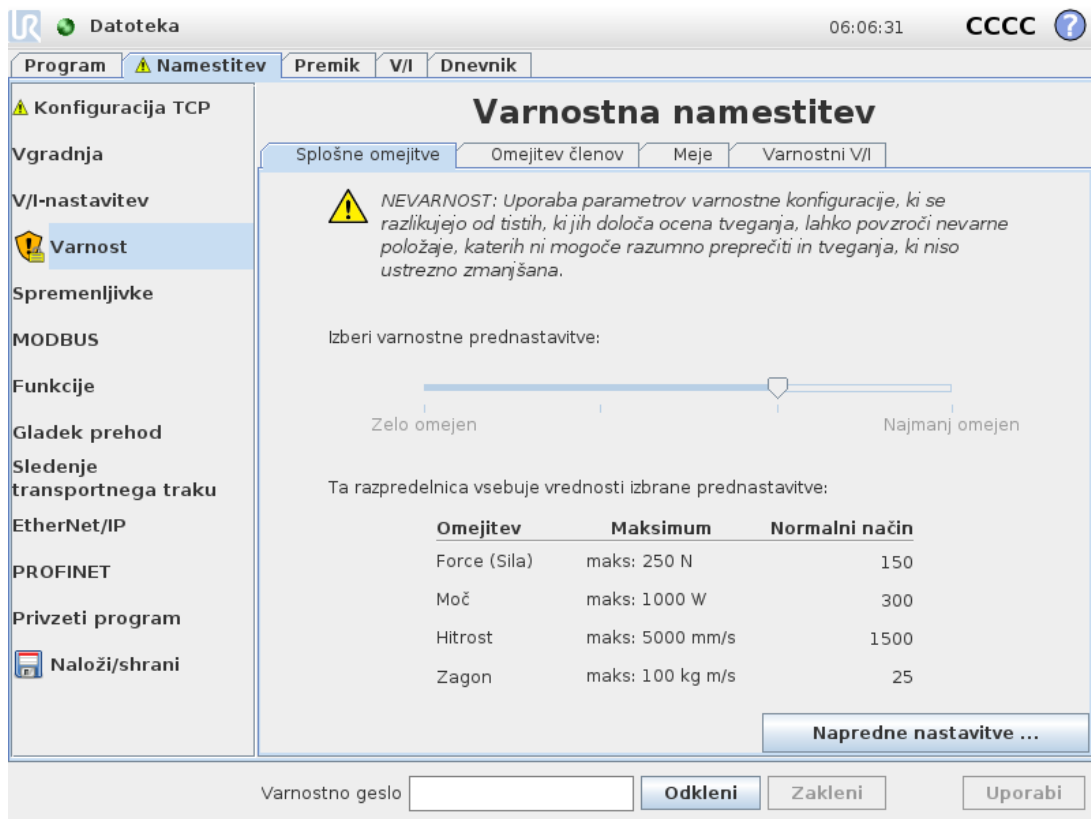 UR Datoteka 06:06:31 CCCC ?
Program Namestitev Premik V/I Dnevnik
Konfiguracija TCP
Vgradnja
V/I-nastavitev
Varnost
Spremenljivke
MODBUS
Funkcije
Gladek prehod
Sledenje
transportnega traku
EtherNet/IP
PROFINET
Privzeti program
Naloži/shrani
Varnostna namestitev
Splošne omejitve Omejitev členov Meje Varnostni V/I
NEVARNOST: Uporaba parametrov varnostne konfiguracije, ki se
razlikujejo od tistih, ki jih določa ocena tveganja, lahko povzroči nevarne
položaje, katerih ni mogoče razumno preprečiti in tveganja, ki niso
ustrezno zmanjšana.
Izberi varnostne prednastavitve:
Zelo omejen Najmanj omejen
Ta razpredelnica vsebuje vrednosti izbrane prednastavitve:
Omejitev Maksimum Normalni način
Force (Sila) maks: 250 N 150
Moč maks: 1000 W 300
Hitrost maks: 5000 mm/s 1500
Zagon maks: 100 kg m/s 25
Napredne nastavitve ...
Varnostno geslo Odkleni Zakleni Uporabi